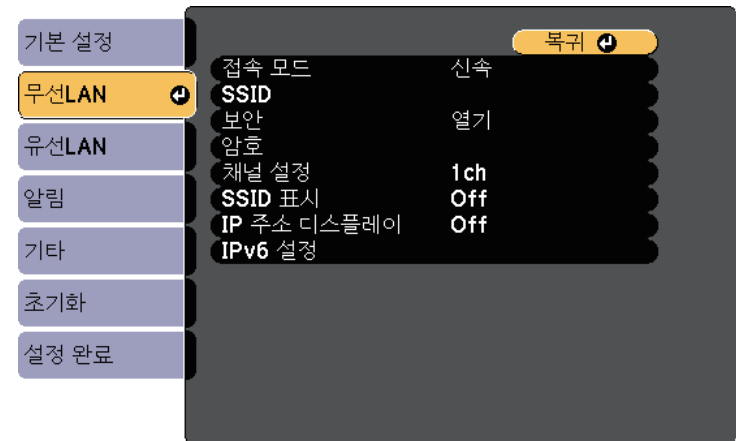 기본 설정
무선LAN
유선LAN
알림
기타
초기화
설정 완료
복귀
접속 모드 신속
SSID
보안 열기
암호
채널 설정 1ch
SSID 표시 Off
IP 주소 디스플레이 Off
IPv6 설정